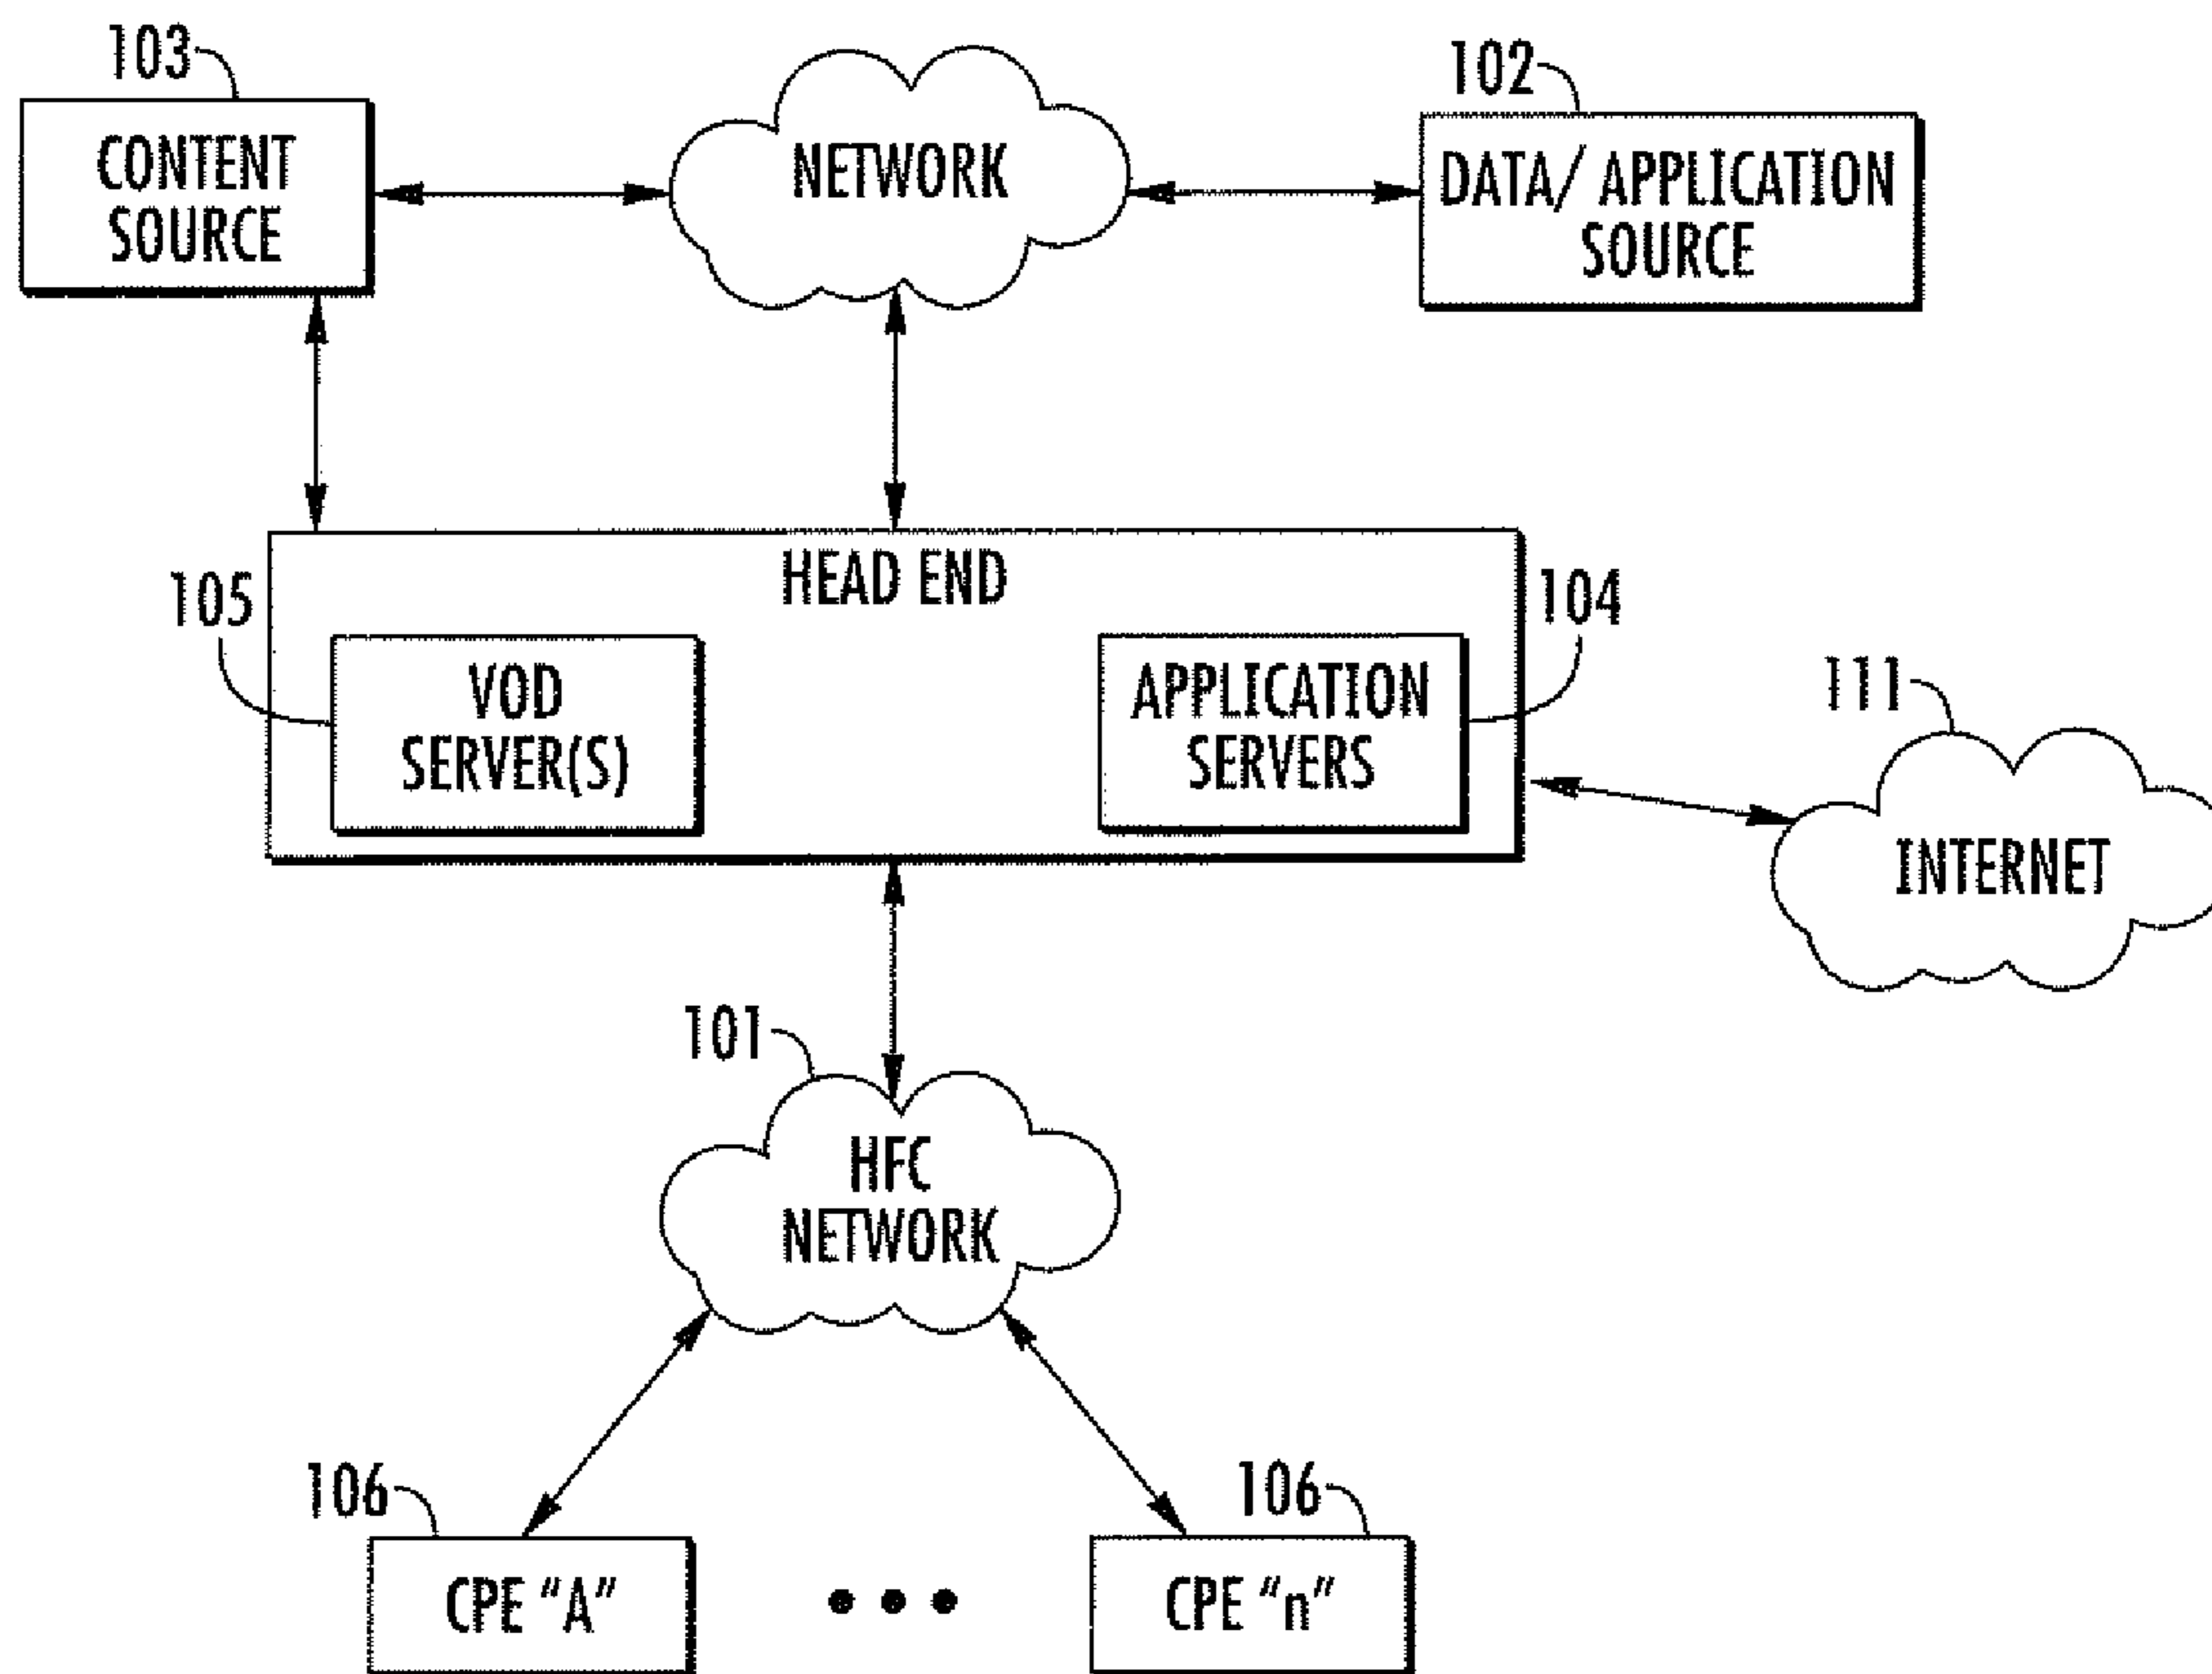 103
CONTENT
SOURCE
NETWORK
102
DATA/ APPLICATION
SOURCE
HEAD END
105
VOD
SERVER(S)
104
APPLICATION
SERVERS
111
INTERNET
101
HFC
NETWORK
106
CPE "A"
106
CPE "n"